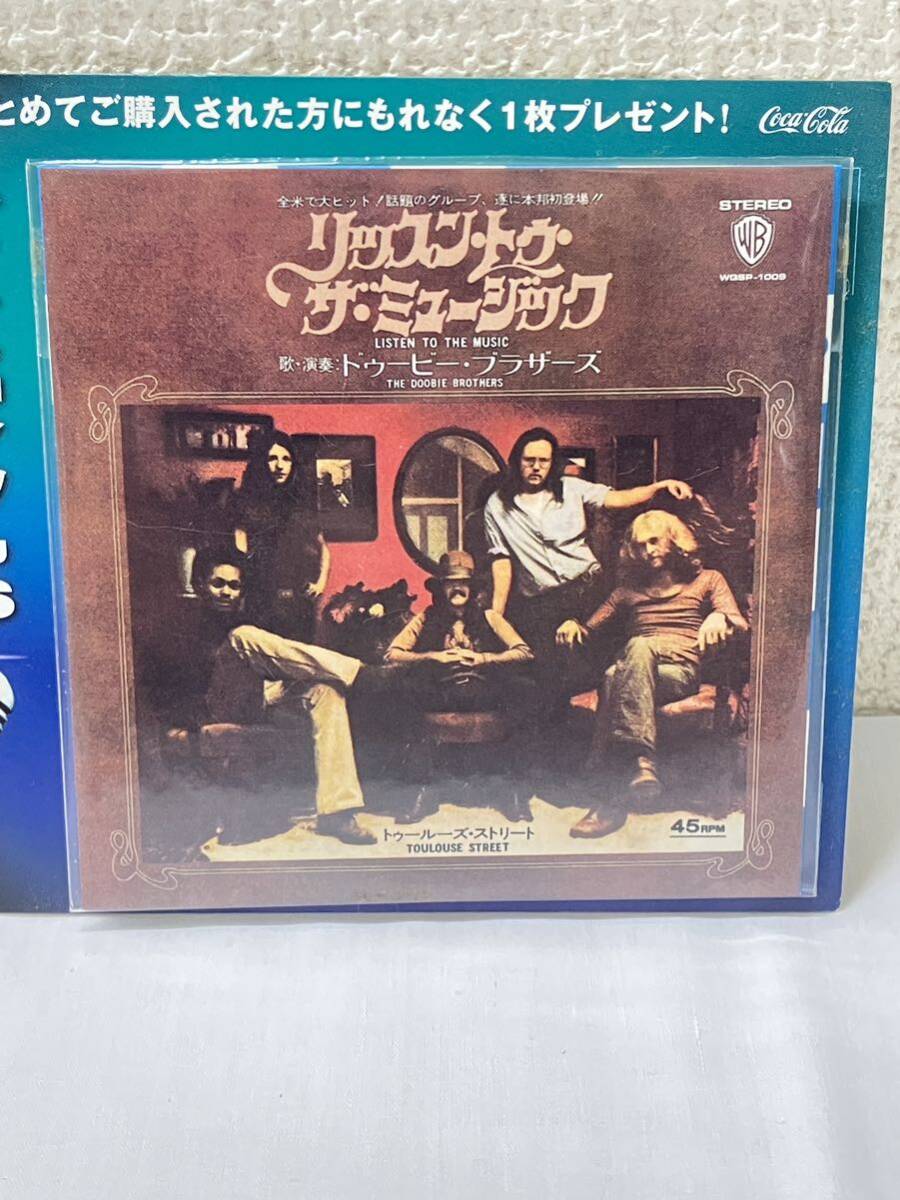 とめてご購入された方にもれなく1枚プレゼント!
Coca-Cola
全米で大ヒット!話題のグループ、遂に本邦初登場!!
リッスン・トゥ・
ザ・ミュージック
LISTEN TO THE MUSIC
歌・演奏:ドゥービー・ブラザーズ
THE DOOBIE BROTHERS
STEREO
WB
WQSP-1009
トゥールーズ・ストリート
TOULOUSE STREET
45RPM